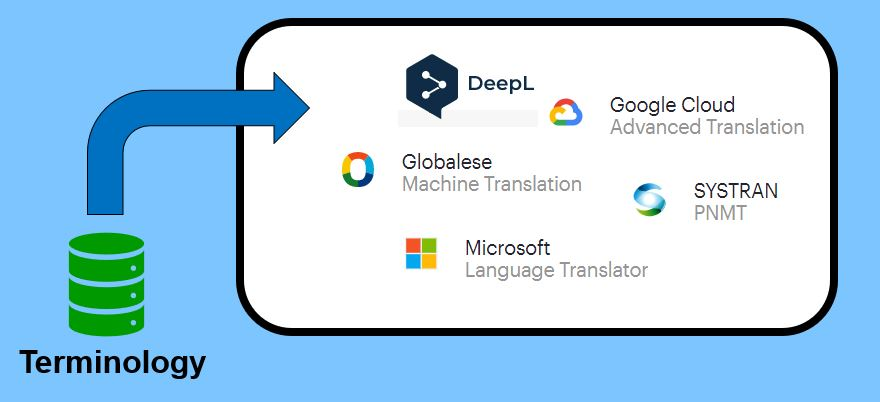 DeepL
Google Cloud
Advanced Translation
Globalese
Machine Translation
SYSTRAN
PNMT
Microsoft
Language Translator
Terminology